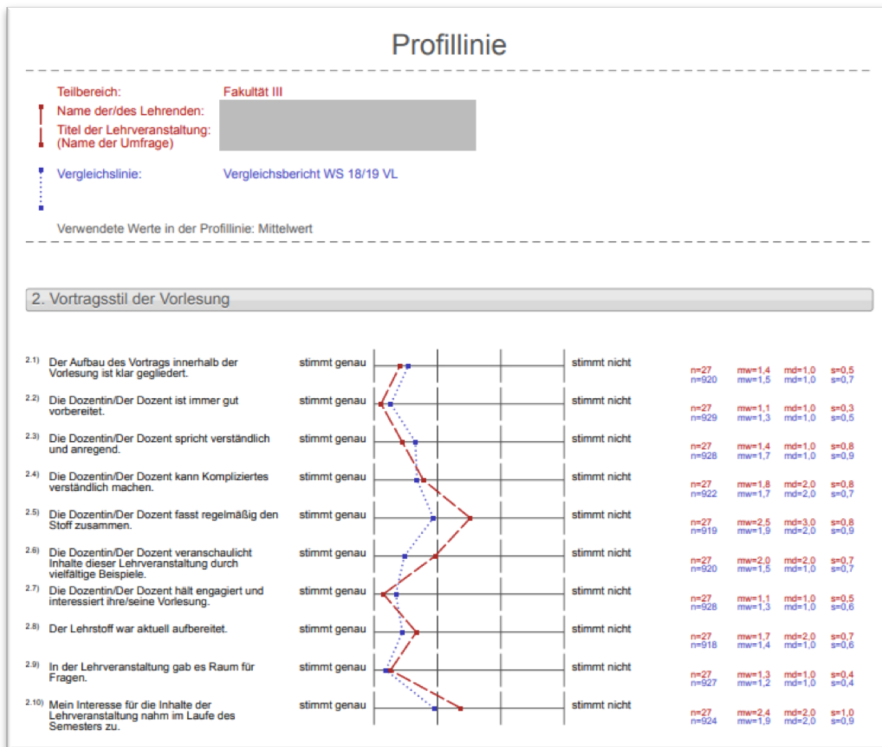 Profillinie
Teilbereich: Fakultät III
Name der/des Lehrenden:
Titel der Lehrveranstaltung:
(Name der Umfrage)
Vergleichslinie: Vergleichsbericht WS 18/19 VL
Verwendete Werte in der Profillinie: Mittelwert
2. Vortragsstil der Vorlesung
2.1) Der Aufbau des Vortrags innerhalb der stimmt genau stimmt nicht
Vorlesung ist klar gegliedert.
n=27 mw=1,4 md=1,0 s=0,5
n=920 mw=1,5 md=1,0 s=0,7
2.2) Die Dozentin/Der Dozent ist immer gut stimmt genau stimmt nicht
vorbereitet.
n=27 mw=1,1 md=1,0 s=0,3
n=929 mw=1,3 md=1,0 s=0,5
2.3) Die Dozentin/Der Dozent spricht verständlich stimmt genau stimmt nicht
und anregend.
n=27 mw=1,4 md=1,0 s=0,8
n=928 mw=1,7 md=1,0 s=0,9
2.4) Die Dozentin/Der Dozent kann Kompliziertes stimmt genau stimmt nicht
verständlich machen.
n=27 mw=1,8 md=2,0 s=0,8
n=922 mw=1,7 md=2,0 s=0,7
2.5) Die Dozentin/Der Dozent fasst regelmäßig den stimmt genau stimmt nicht
Stoff zusammen.
n=27 mw=2,5 md=3,0 s=0,8
n=919 mw=1,9 md=2,0 s=0,9
2.6) Die Dozentin/Der Dozent veranschaulicht stimmt genau stimmt nicht
Inhalte dieser Lehrveranstaltung durch
vielfältige Beispiele.
n=27 mw=2,0 md=2,0 s=0,7
n=920 mw=1,5 md=1,0 s=0,7
2.7) Die Dozentin/Der Dozent hält engagiert und stimmt genau stimmt nicht
interessiert ihre/seine Vorlesung.
n=27 mw=1,1 md=1,0 s=0,5
n=928 mw=1,3 md=1,0 s=0,6
2.8) Der Lehrstoff war aktuell aufbereitet. stimmt genau stimmt nicht
n=27 mw=1,7 md=2,0 s=0,7
n=918 mw=1,4 md=1,0 s=0,6
2.9) In der Lehrveranstaltung gab es Raum für stimmt genau stimmt nicht
Fragen.
n=27 mw=1,3 md=1,0 s=0,4
n=927 mw=1,2 md=1,0 s=0,4
2.10) Mein Interesse für die Inhalte der stimmt genau stimmt nicht
Lehrveranstaltung nahm im Laufe des
Semesters zu.
n=27 mw=2,4 md=2,0 s=1,0
n=924 mw=1,9 md=2,0 s=0,9